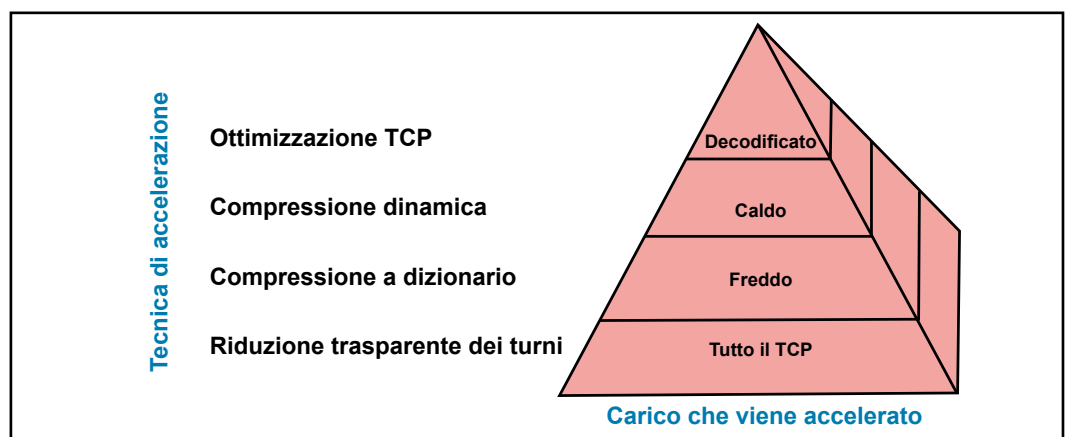 Tecnica di accelerazione
Ottimizzazione TCP
Decodificato
Compressione dinamica
Caldo
Compressione a dizionario
Freddo
Riduzione trasparente dei turni
Tutto il TCP
Carico che viene accelerato